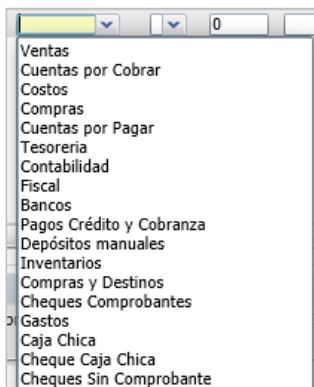 0
Ventas
Cuentas por Cobrar
Costos
Compras
Cuentas por Pagar
Tesoreria
Contabilidad
Fiscal
Bancos
Pagos Crédito y Cobranza
Depósitos manuales
Inventarios
Compras y Destinos
Cheques Comprobantes
Gastos
Caja Chica
Cheque Caja Chica
Cheques Sin Comprobante